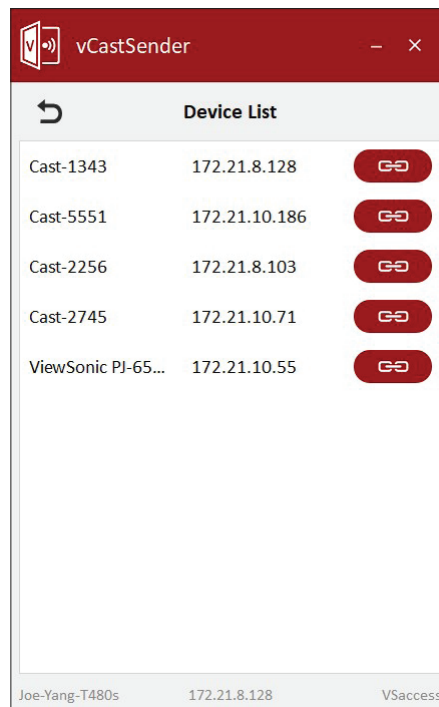 V
vCastSender
Device List
Cast-1343 172.21.8.128
Cast-5551 172.21.10.186
Cast-2256 172.21.8.103
Cast-2745 172.21.10.71
ViewSonic PJ-65... 172.21.10.55
Joe-Yang-T480s 172.21.8.128 VSaccess